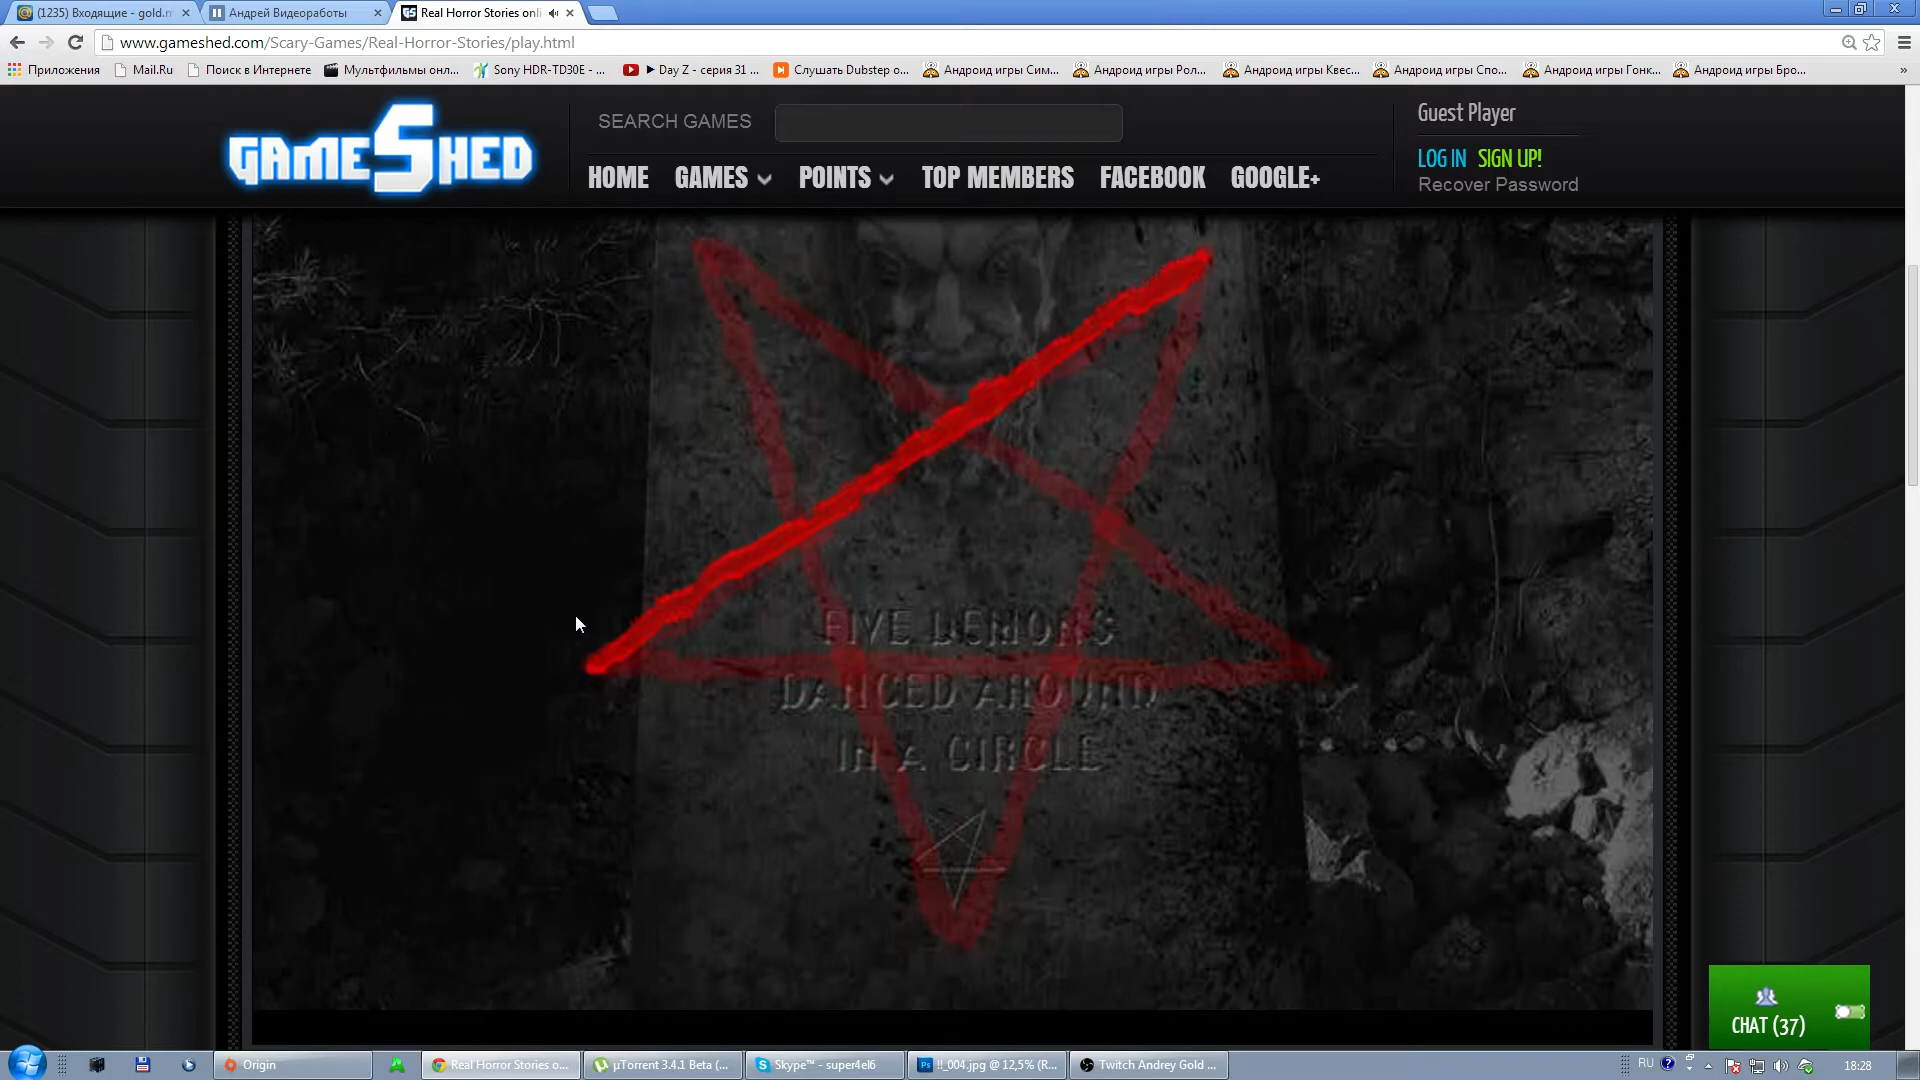 (1235) Входящие - gold.m
Андрей Видеоработы
Real Horror Stories onli
www.gameshed.com/Scary-Games/Real-Horror-Stories/play.html
Приложения
Mail.Ru
Поиск в Интернете
Мультфильмы онл...
Sony HDR-TD30E - ...
► Day Z - серия 31 ...
Слушать Dubstep о...
Андроид игры Сим...
Андроид игры Рол...
Андроид игры Квес...
Андроид игры Спо...
Андроид игры Гонк...
Андроид игры Бро...
»
GAMESHED
SEARCH GAMES
Guest Player
LOG IN SIGN UP!
Recover Password
HOME GAMES POINTS TOP MEMBERS FACEBOOK GOOGLE+
FIVE DEMONS
DANCED AROUND
IN A CIRCLE
CHAT (37)
Origin
Real Horror Stories o...
µTorrent 3.4.1 Beta (...
Skype™ - super4el6
!!_004.jpg @ 12,5% (R...
Twitch Andrey Gold ...
RU
18:28